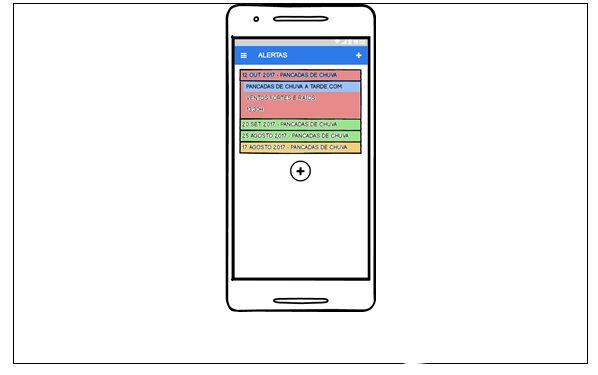 ALERTAS
12 OUT 2017 - PANCADAS DE CHUVA
PANCADAS DE CHUVA A TARDE COM
VENTOS FORTES E RAIOS
20 SET 2017 - PANCADAS DE CHUVA
25 AGOSTO 2017 - PANCADAS DE CHUVA
17 AGOSTO 2017 - PANCADAS DE CHUVA